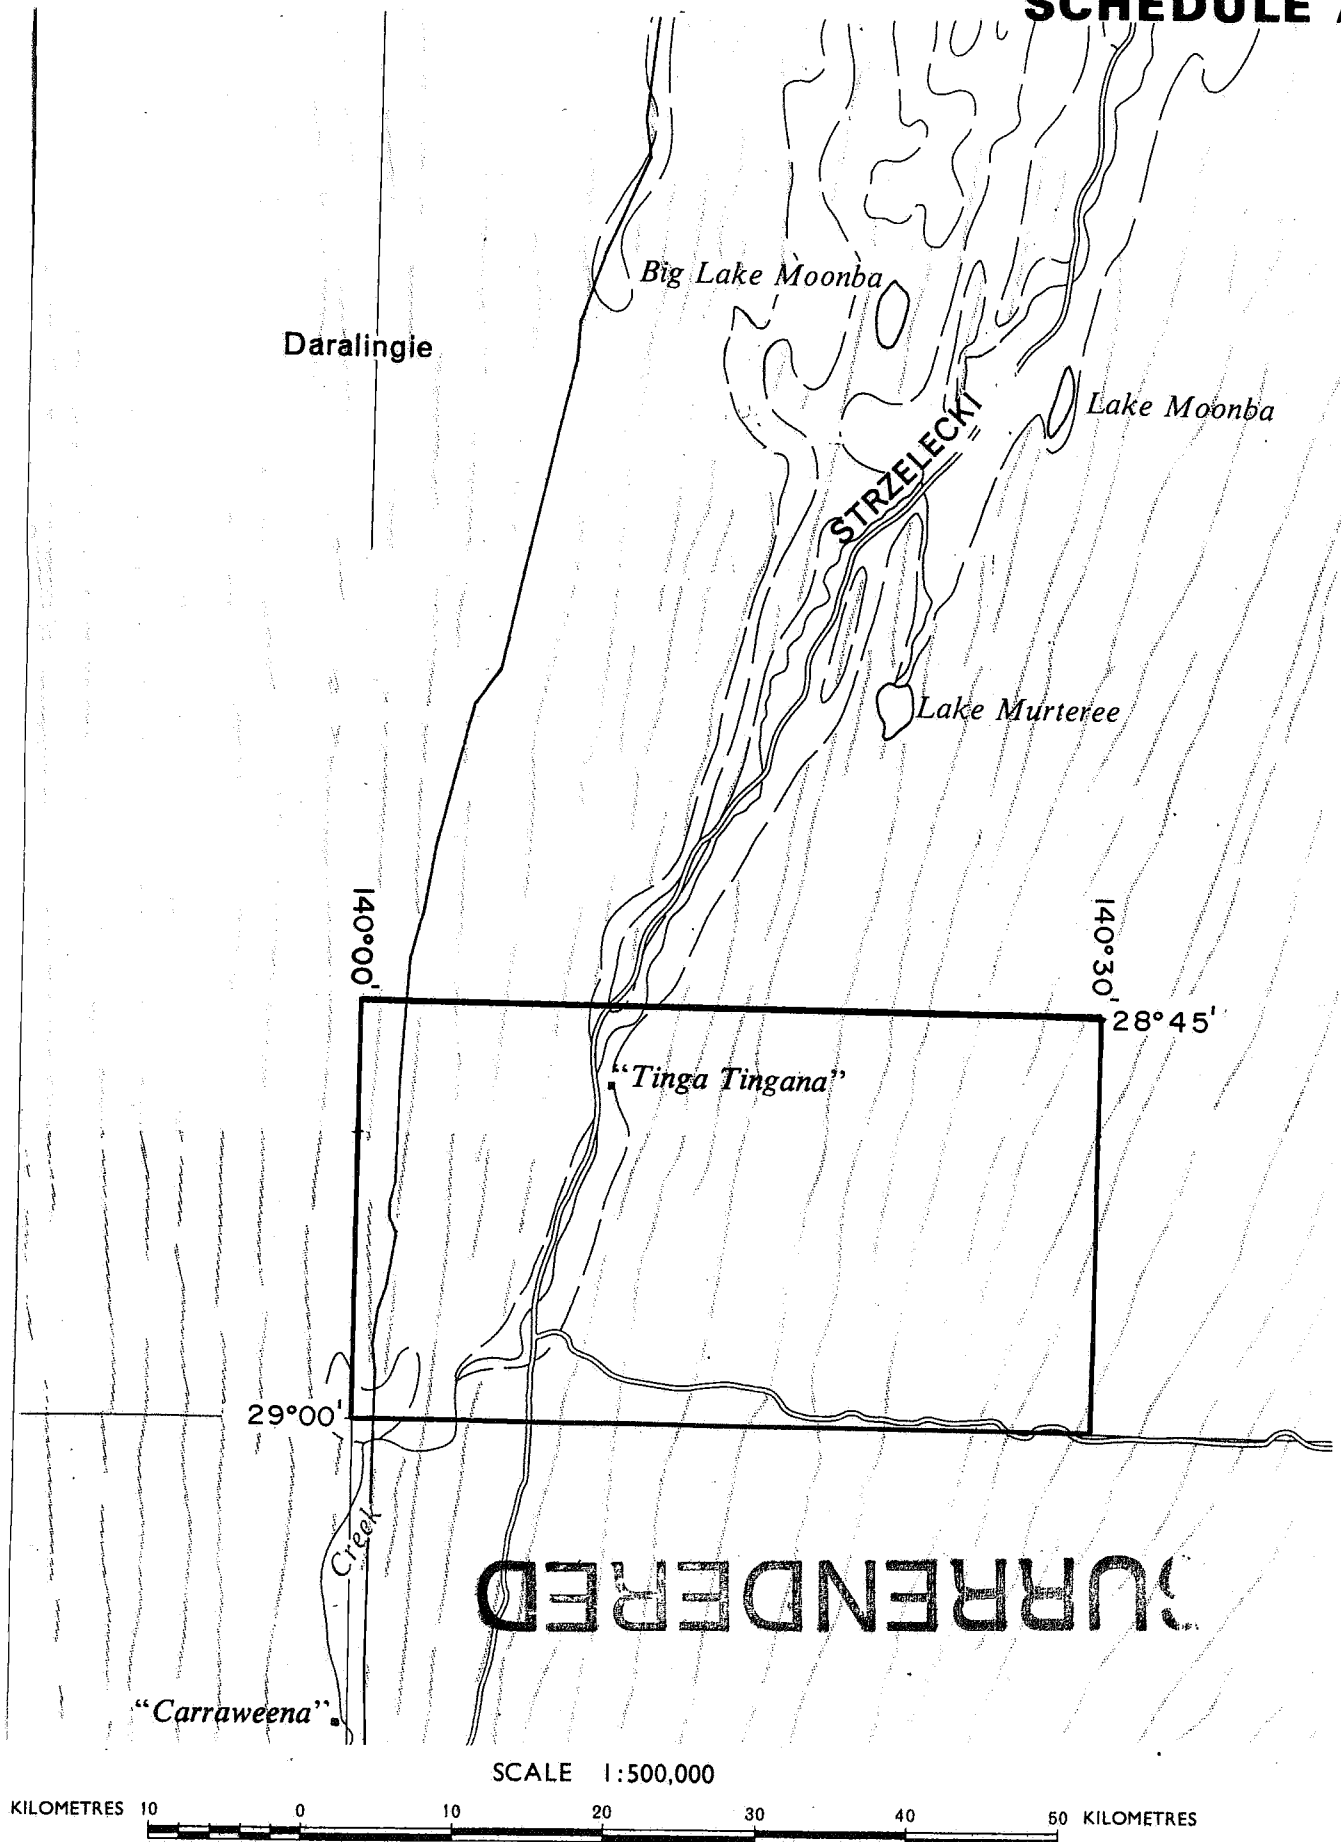 SCHEDULE
Big Lake Moonba
Daralingie
Lake Moonba
STRZELECKI
Lake Murteree
140°00'
140°30'
28°45'
"Tinga Tingana"
29°00'
Creek
SURRENDERED
"Carraweena"
SCALE 1:500,000
KILOMETRES 10 0 10 20 30 40 50 KILOMETRES